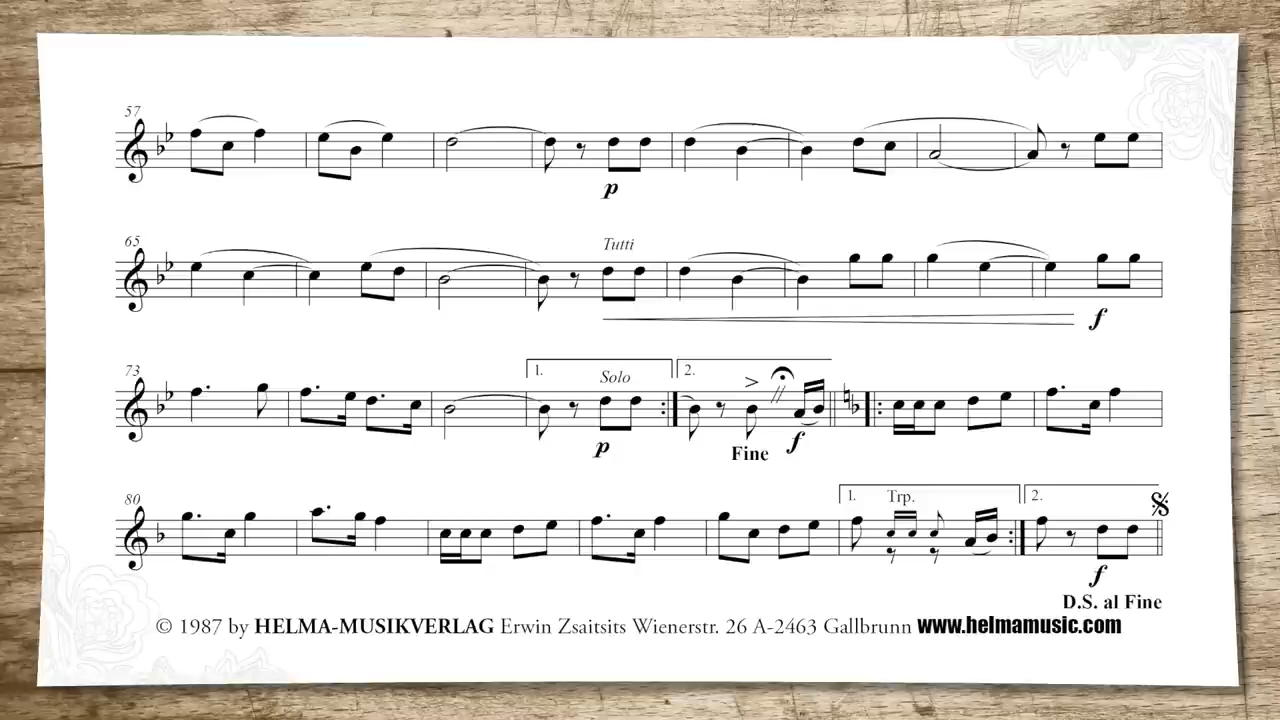 57
p
65
Tutti
f
73
1.
Solo
2.
p
Fine
f
80
1.
Trp.
2.
f
D.S. al Fine
© 1987 by HELMA-MUSIKVERLAG Erwin Zsaitsits Wienerstr. 26 A-2463 Gallbrunn www.helmamusic.com